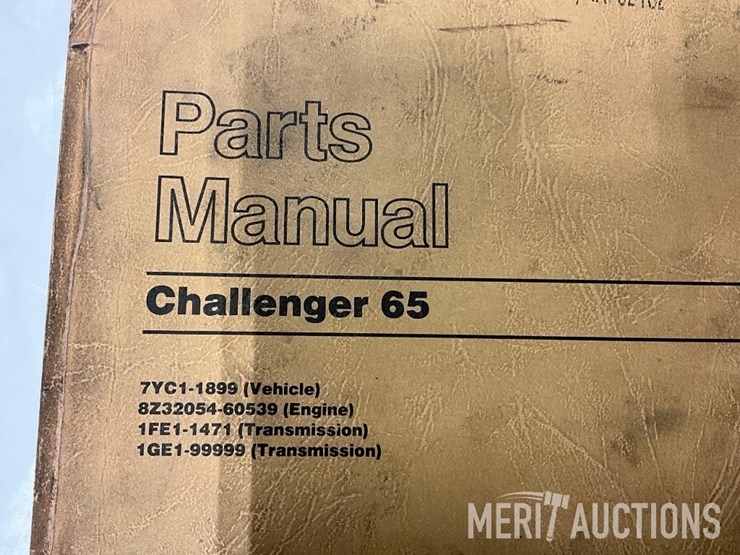 Parts
Manual
Challenger 65
7YC1-1899 (Vehicle)
8Z32054-60539 (Engine)
1FE1-1471 (Transmission)
1GE1-99999 (Transmission)
MERIT AUCTIONS